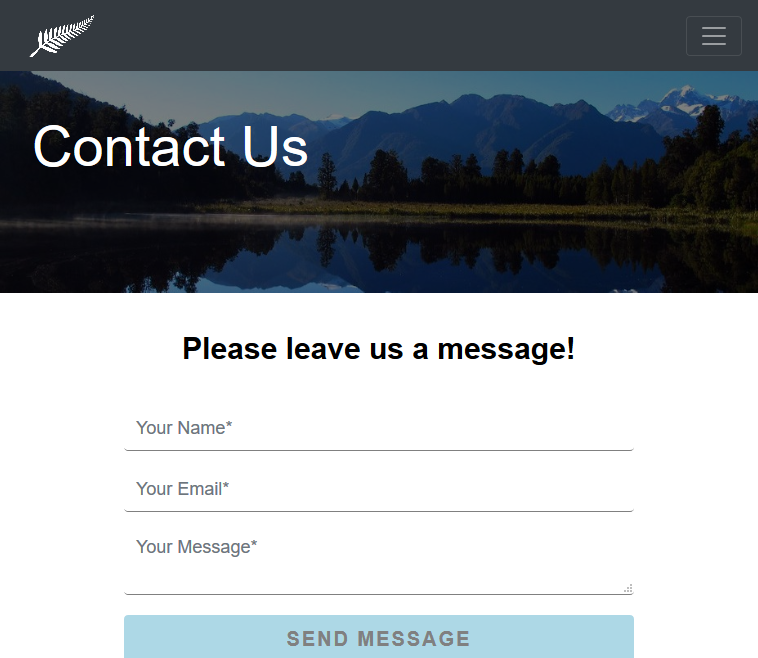 Contact Us
Please leave us a message!
Your Name*
Your Email*
Your Message*
SEND MESSAGE